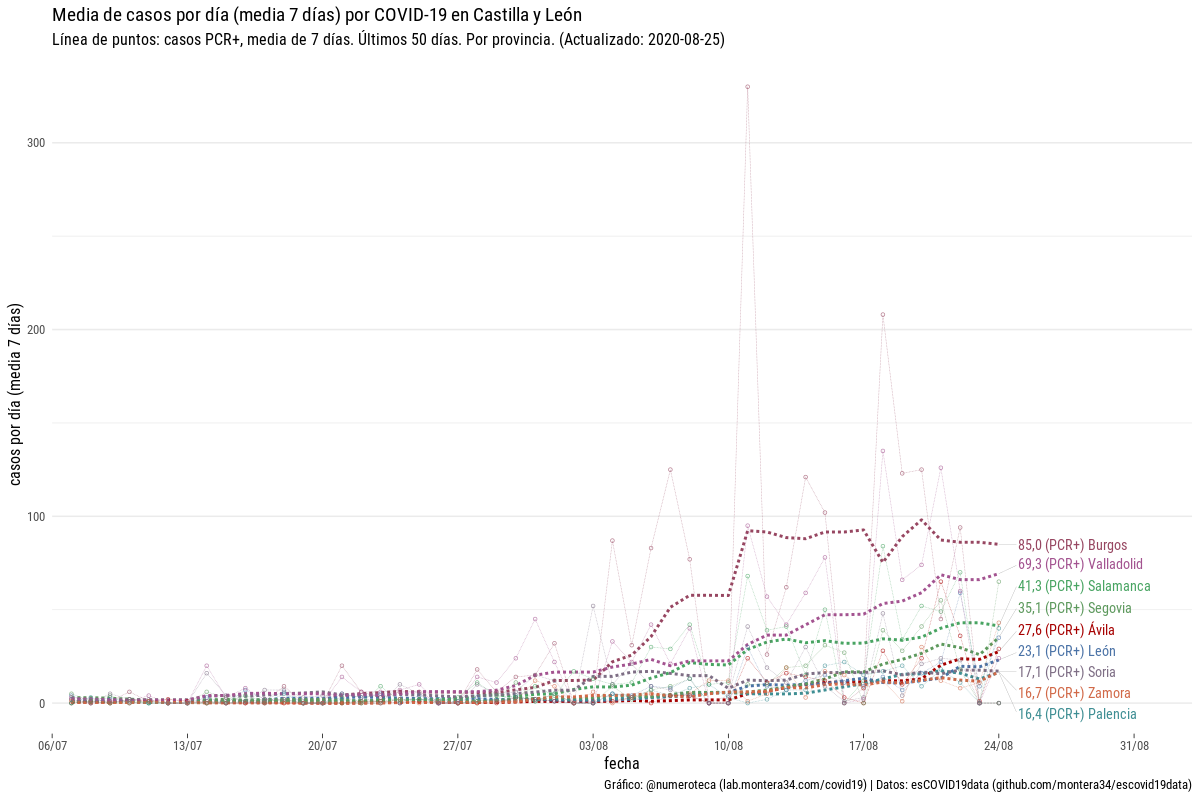 Media de casos por día (media 7 días) por COVID-19 en Castilla y León
Línea de puntos: casos PCR+, media de 7 días. Últimos 50 días. Por provincia. (Actualizado: 2020-08-25)
casos por día (media 7 días)
300
200
100
0
85,0 (PCR+) Burgos
69,3 (PCR+) Valladolid
41,3 (PCR+) Salamanca
35,1 (PCR+) Segovia
27,6 (PCR+) Ávila
23,1 (PCR+) León
17,1 (PCR+) Soria
16,7 (PCR+) Zamora
16,4 (PCR+) Palencia
06/07 13/07 20/07 27/07 03/08 10/08 17/08 24/08 31/08
fecha
Gráfico: @numeroteca (lab.montera34.com/covid19) | Datos: esCOVID19data (github.com/montera34/escovid19data)